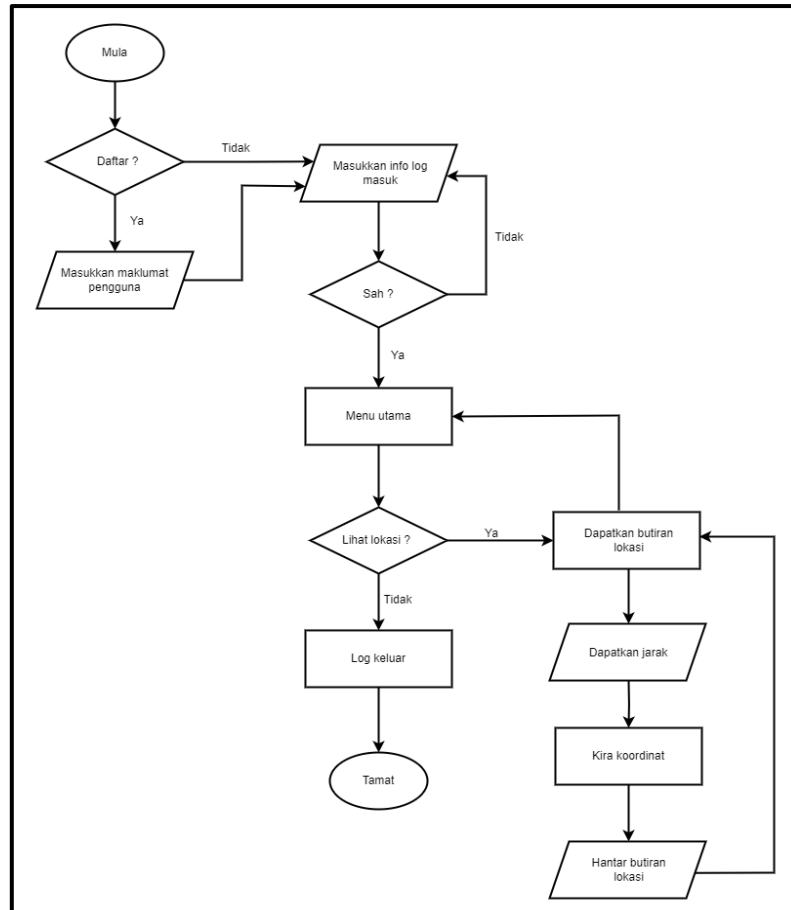 Mula
Daftar ?
Tidak
Masukkan info log
masuk
Ya
Tidak
Masukkan maklumat
pengguna
Sah ?
Ya
Menu utama
Lihat lokasi ?
Ya
Dapatkan butiran
lokasi
Tidak
Log keluar
Dapatkan jarak
Kira koordinat
Tamat
Hantar butiran
lokasi